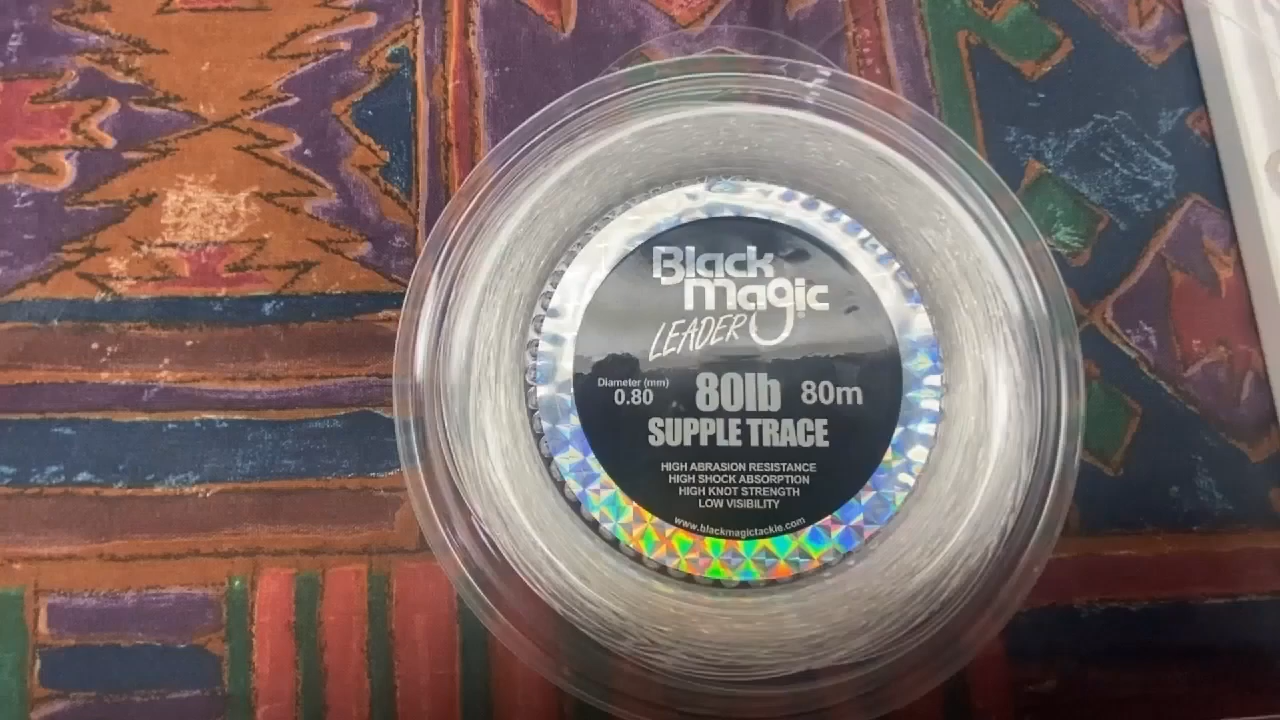 Black
magic
LEADER
Diameter (mm)
0.80
80lb
80m
SUPPLE TRACE
HIGH ABRASION RESISTANCE
HIGH SHOCK ABSORPTION
HIGH KNOT STRENGTH
LOW VISIBILITY
www.blackmagictackle.com